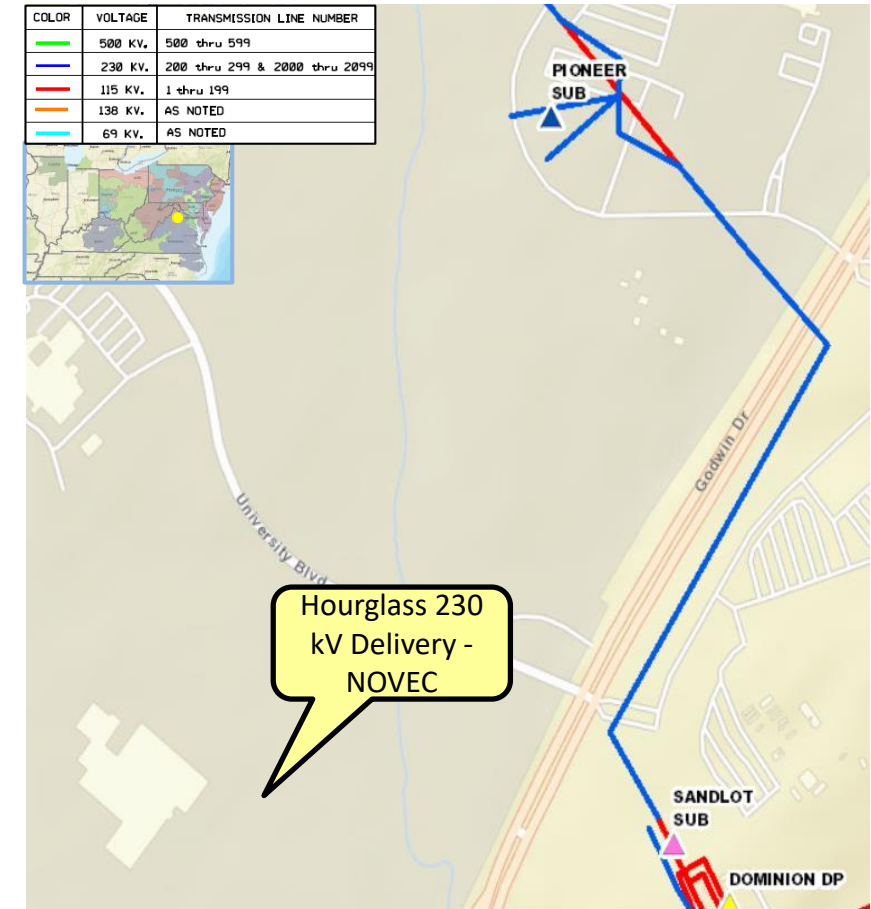 COLOR VOLTAGE TRANSMISSION LINE NUMBER
500 KV. 500 thru 599
230 KV. 200 thru 299 & 2000 thru 2099
115 KV. 1 thru 199
138 KV. AS NOTED
69 KV. AS NOTED
PIONEER
SUB
Godwin Dr
University Blvd
Hourglass 230
kV Delivery -
NOVEC
SANDLOT
SUB
DOMINION DP